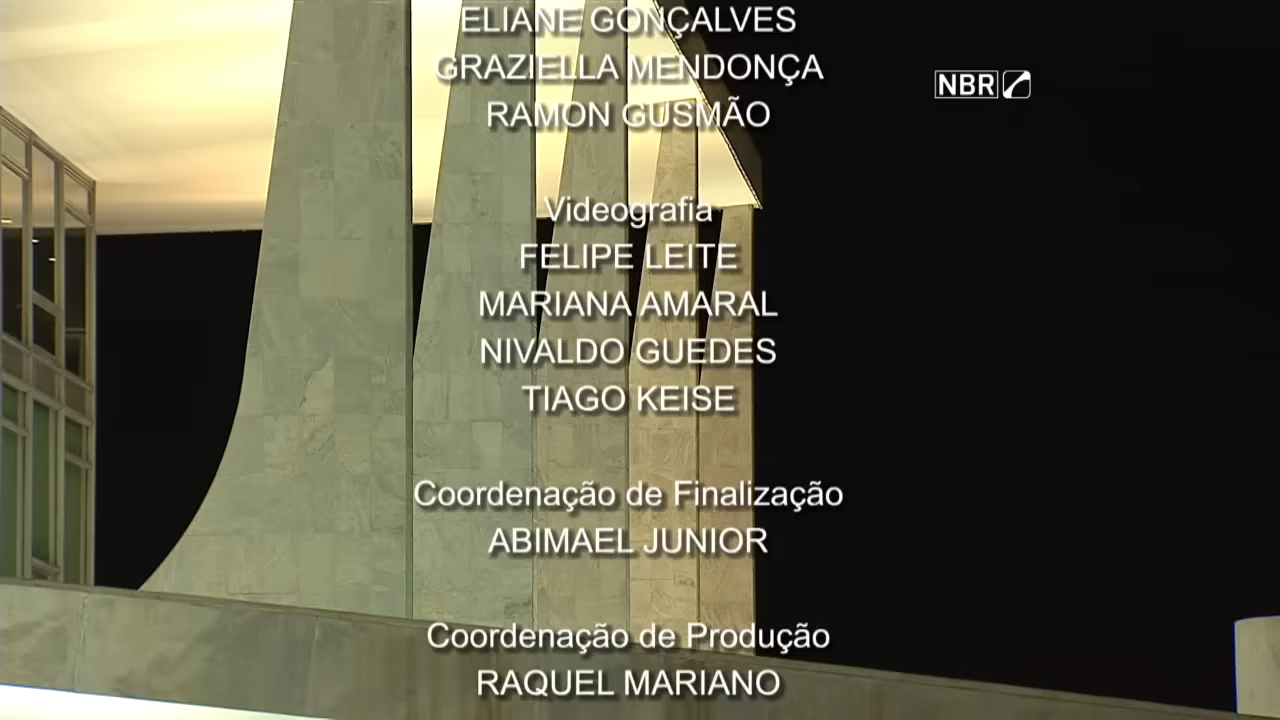 ELIANE GONÇALVES
GRAZIELLA MENDONÇA
NBR
RAMON GUSMÃO
Videografia
FELIPE LEITE
MARIANA AMARAL
NIVALDO GUEDES
TIAGO KEISE
Coordenação de Finalização
ABIMAEL JUNIOR
Coordenação de Produção
RAQUEL MARIANO